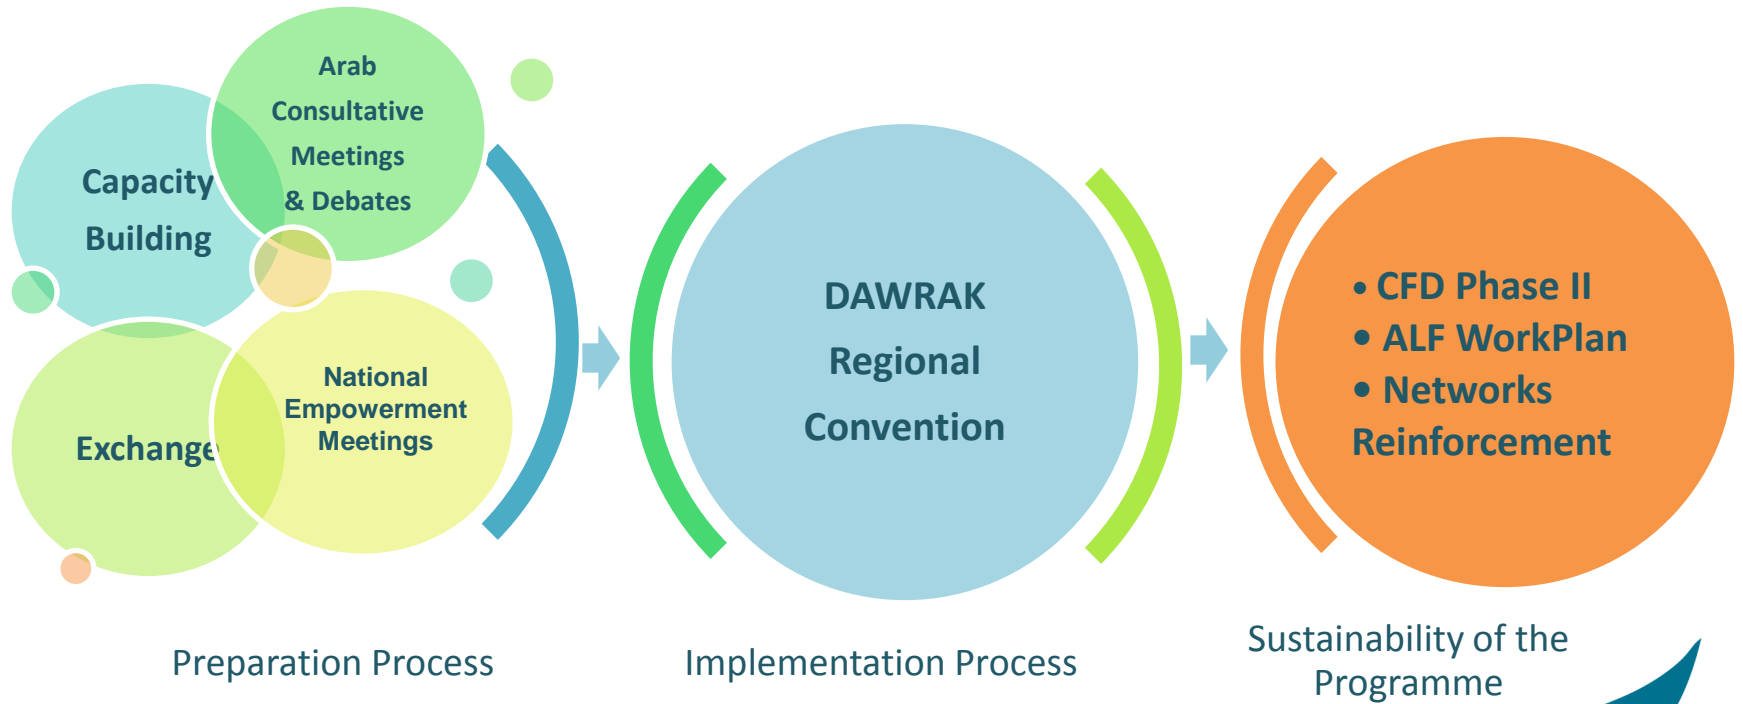 Arab
Consultative
Meetings
& Debates
Capacity
Building
National
Empowerment
Meetings
Exchange
DAWRAK
Regional
Convention
• CFD Phase II
• ALF WorkPlan
• Networks
Reinforcement
Preparation Process
Implementation Process
Sustainability of the
Programme